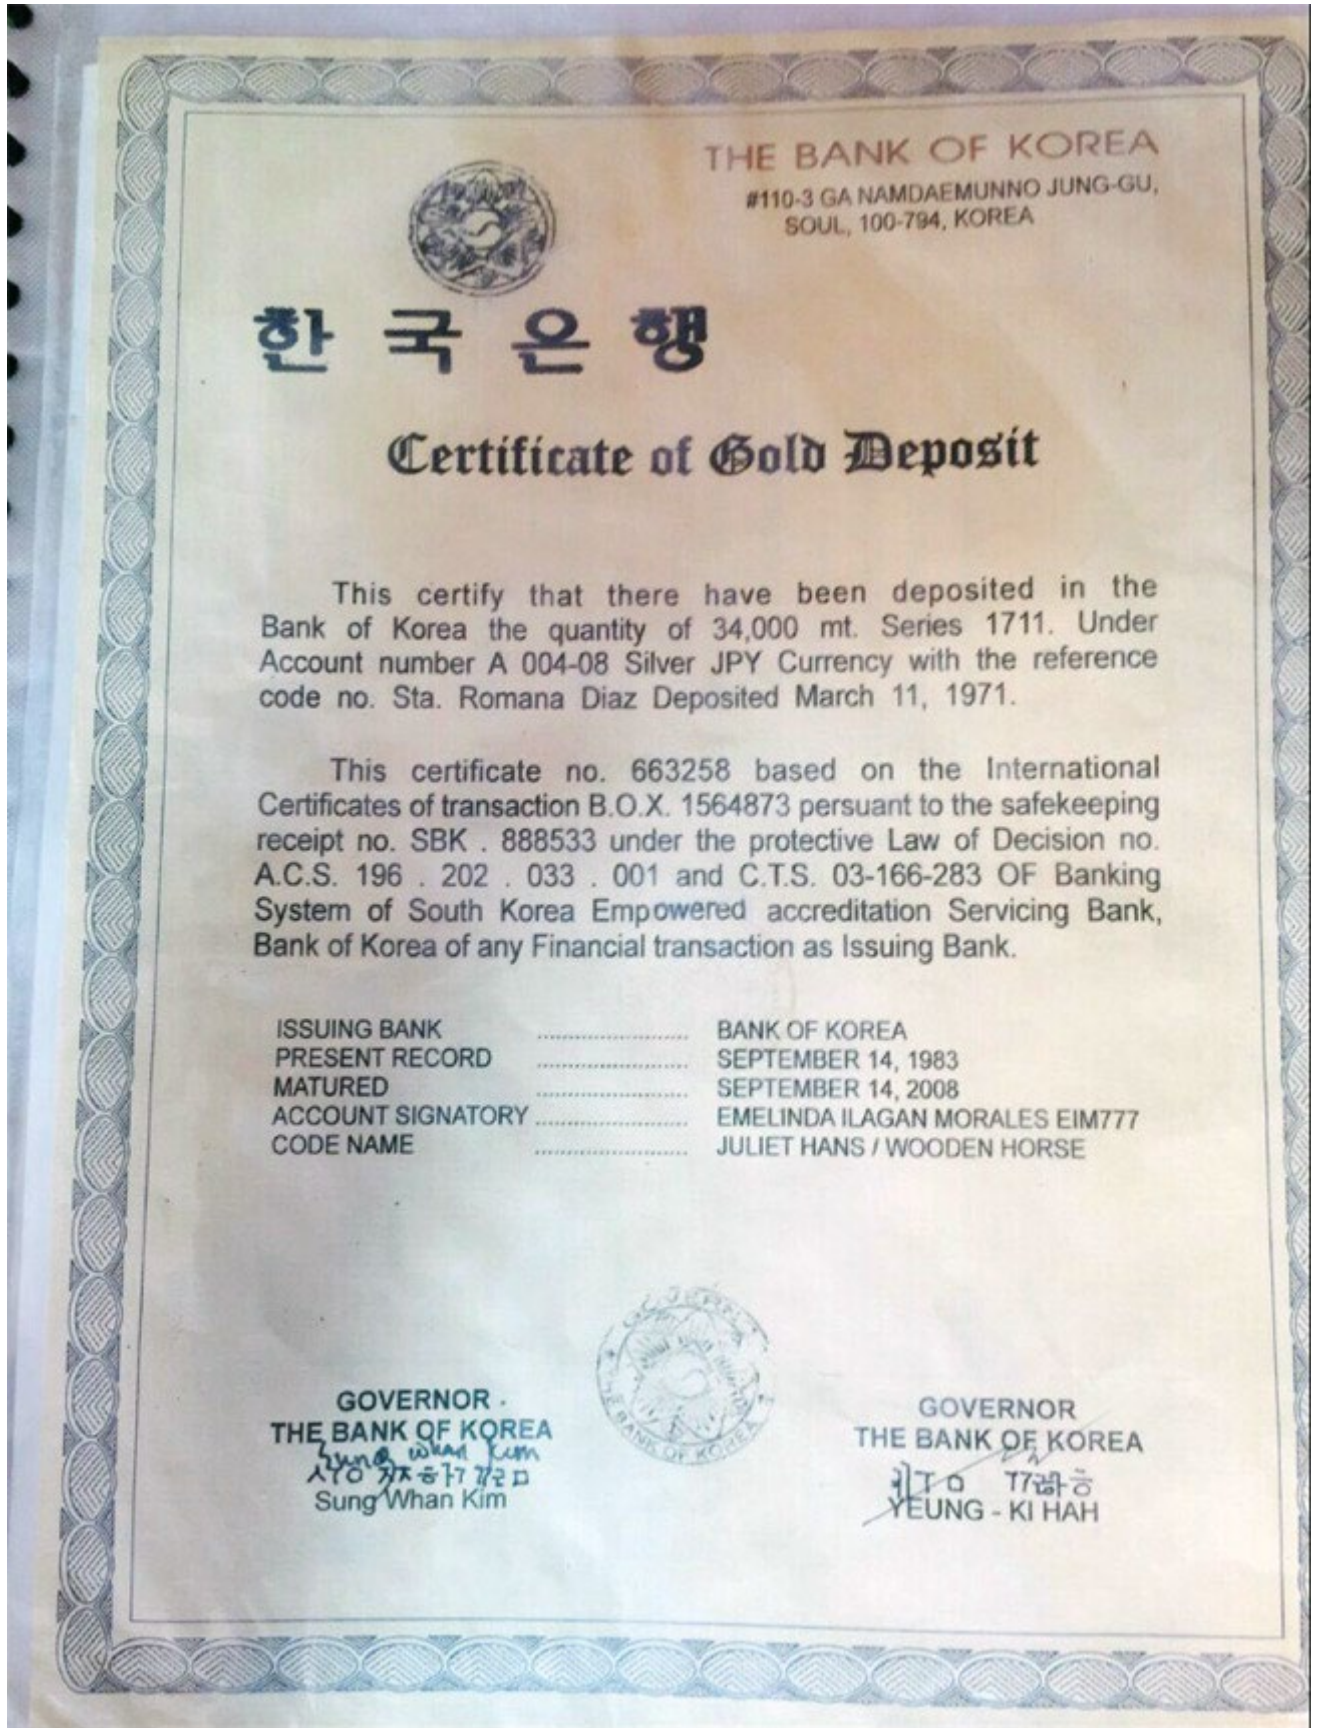 THE BANK OF KOREA
#110-3 GA NAMDAEMUNNO JUNG-GU,
SOUL, 100-794, KOREA
한국은행
Certificate of Gold Deposit
This certify that there have been deposited in the
Bank of Korea the quantity of 34,000 mt. Series 1711. Under
Account number A 004-08 Silver JPY Currency with the reference
code no. Sta. Romana Diaz Deposited March 11, 1971.
This certificate no. 663258 based on the International
Certificates of transaction B.O.X. 1564873 persuant to the safekeeping
receipt no. SBK . 888533 under the protective Law of Decision no.
A.C.S. 196 . 202 . 033 . 001 and C.T.S. 03-166-283 OF Banking
System of South Korea Empowered accreditation Servicing Bank,
Bank of Korea of any Financial transaction as Issuing Bank.
ISSUING BANK ........................ BANK OF KOREA
PRESENT RECORD ........................ SEPTEMBER 14, 1983
MATURED ........................ SEPTEMBER 14, 2008
ACCOUNT SIGNATORY ........................ EMELINDA ILAGAN MORALES EIM777
CODE NAME ........................ JULIET HANS / WOODEN HORSE
THE BANK OF KOREA
GOVERNOR
THE BANK OF KOREA
Sung Whan Kim
Sung Whan Kim
GOVERNOR
THE BANK OF KOREA
YEUNG - KI HAH